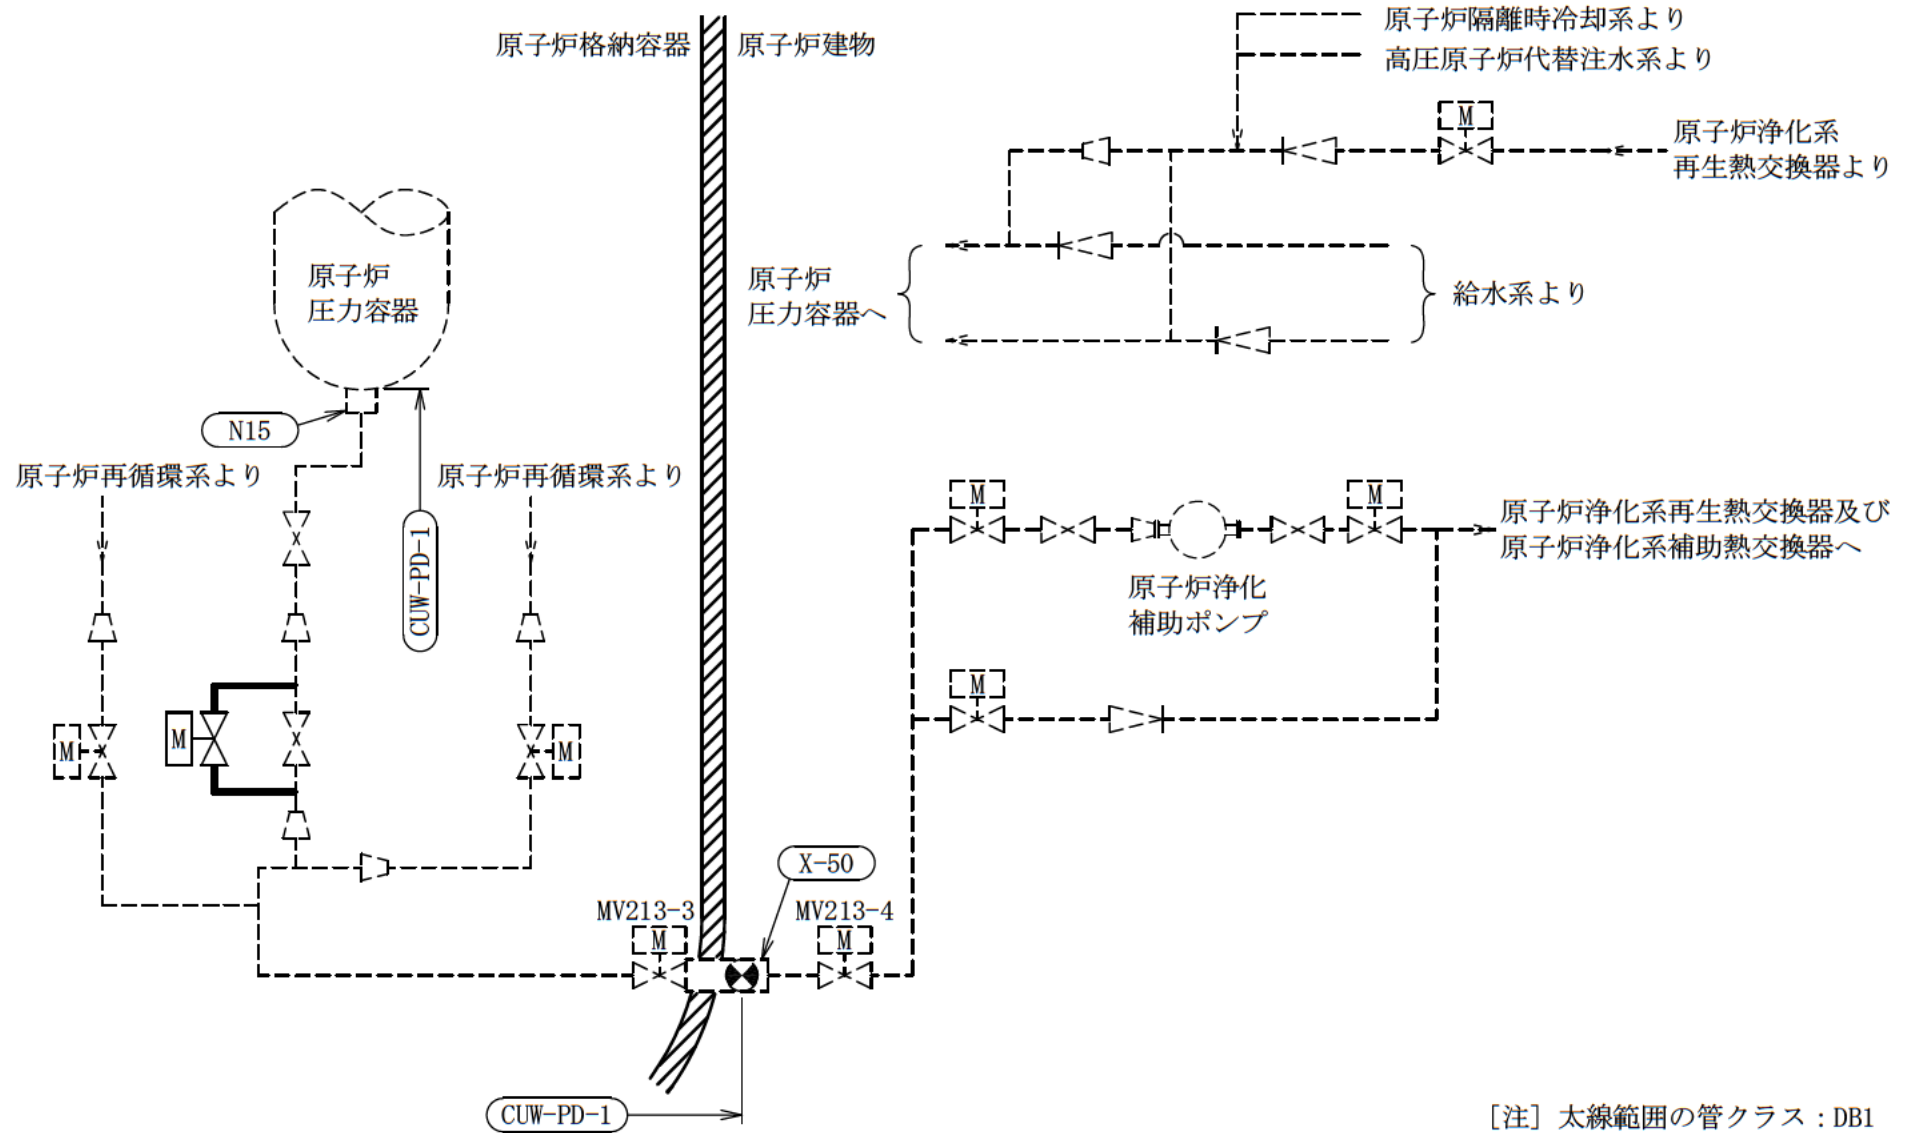 原子炉格納容器
原子炉建物
原子炉隔離時冷却系より
高圧原子炉代替注水系より
M
原子炉浄化系
再生熱交換器より
原子炉
圧力容器
原子炉
圧力容器へ
給水系より
N15
原子炉再循環系より
原子炉再循環系より
CUW-PD-1
M
M
原子炉浄化系再生熱交換器及び
原子炉浄化系補助熱交換器へ
原子炉浄化
補助ポンプ
M
M
M
M
X-50
MV213-3
MV213-4
M
M
CUW-PD-1
[注] 太線範囲の管クラス:DB1